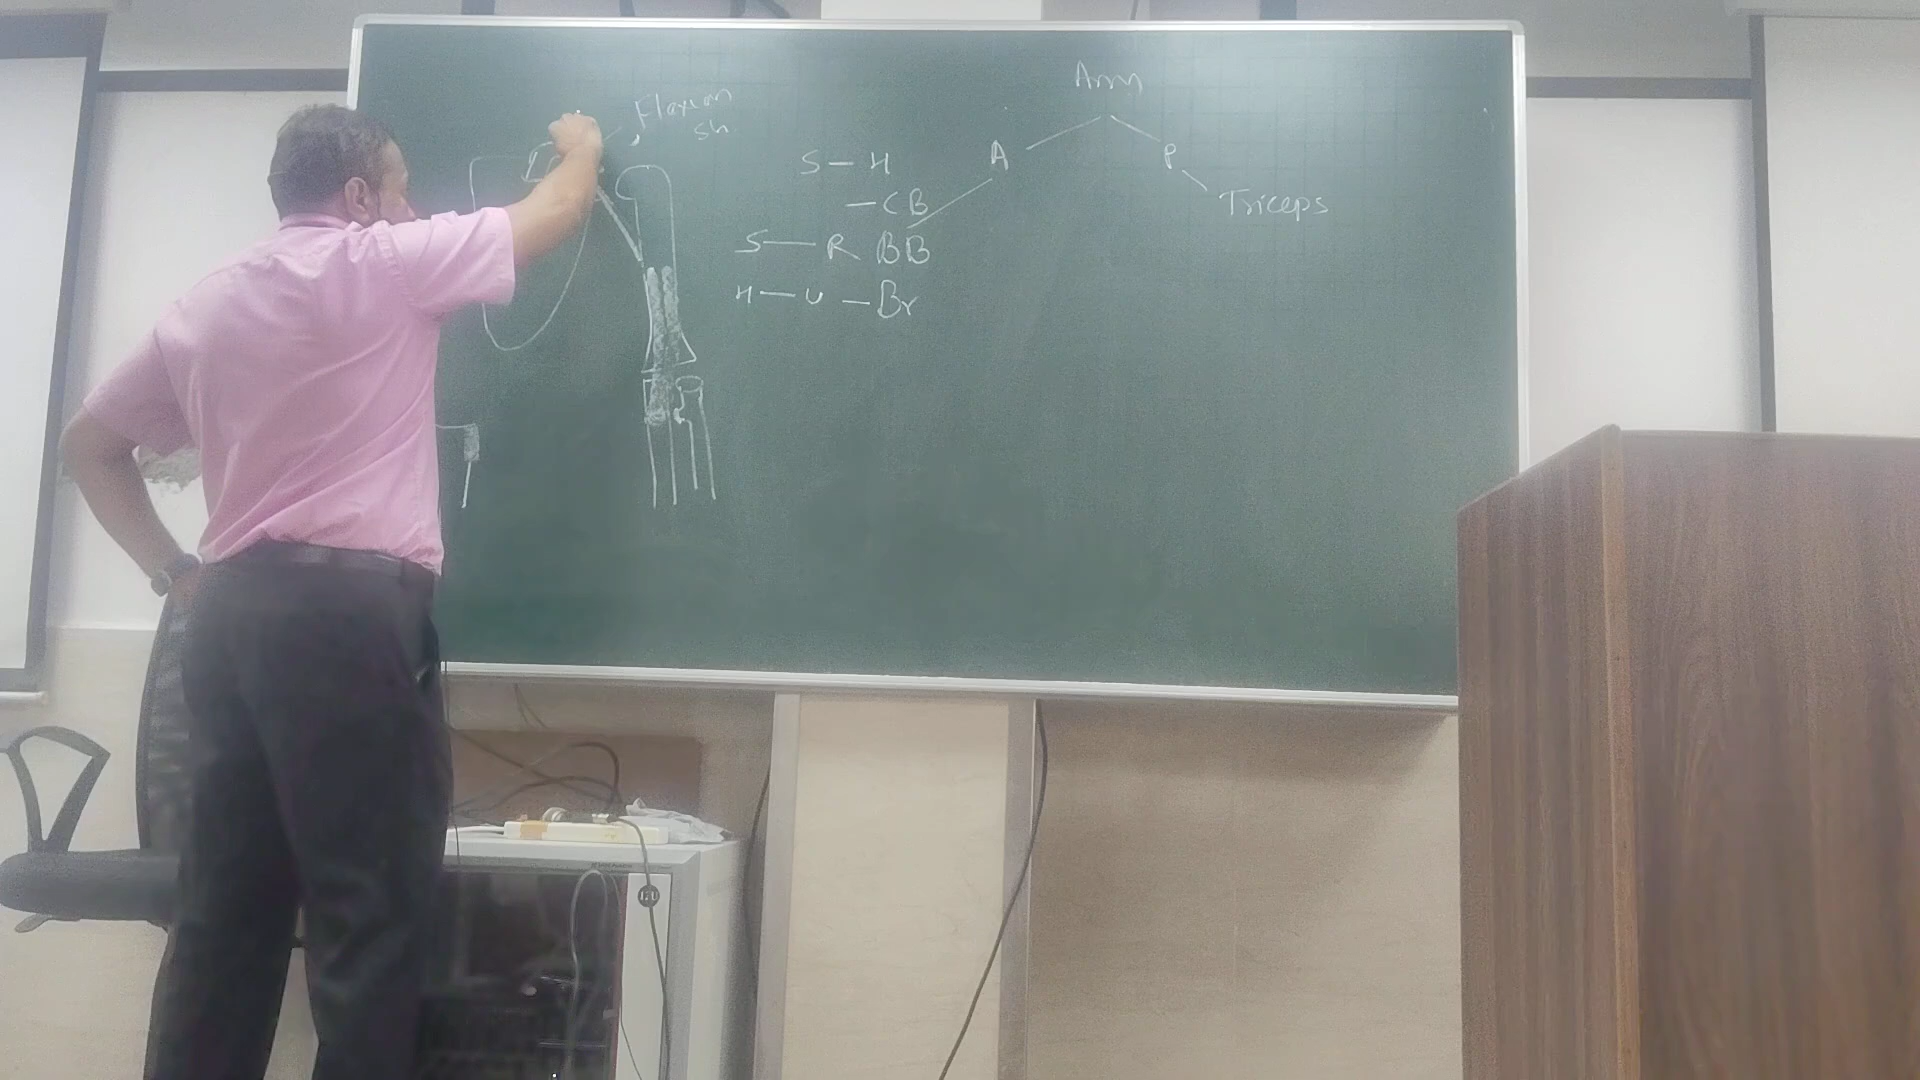 Arm
Flexion
Sh
A
P
S - H
- CB
Triceps
S - R BB
H - U - Br